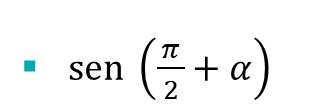 ▪ sen (π/2 + α)